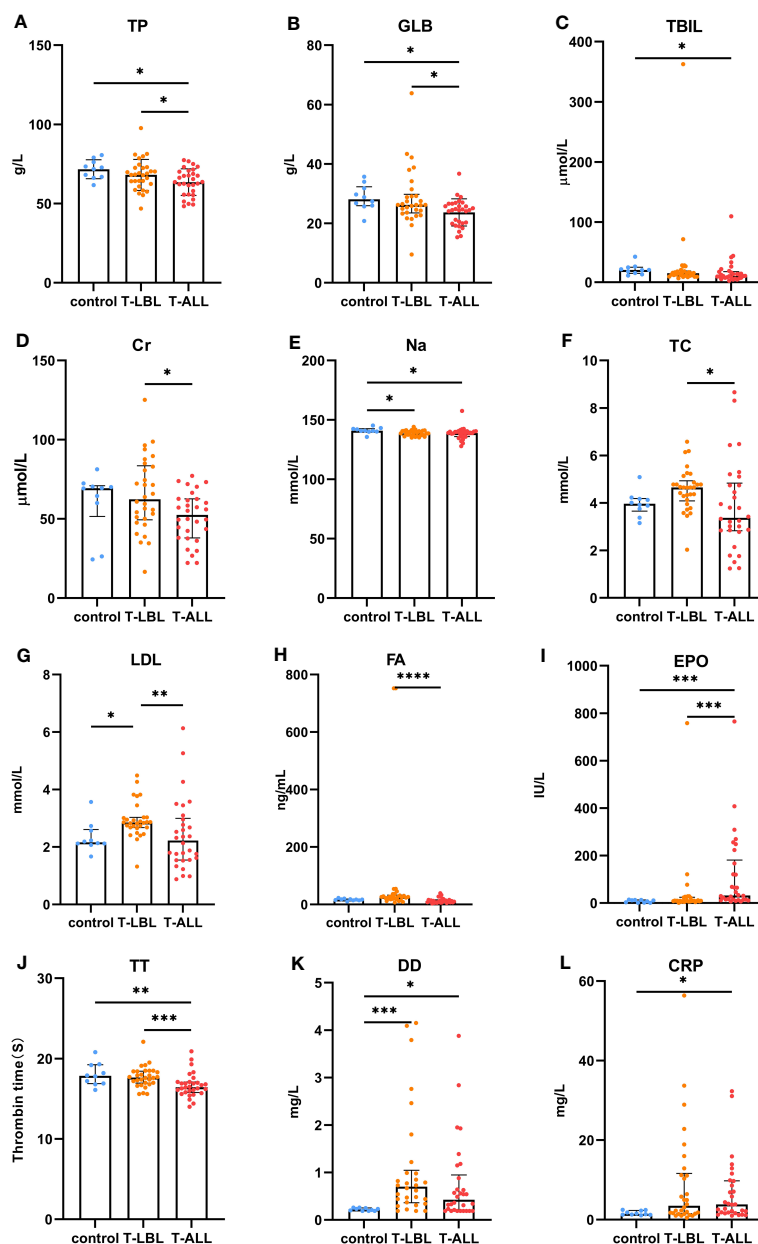 A
TP
150
100
50
0
g/L
*
*
control T-LBL T-ALL
B
GLB
80
60
40
20
0
g/L
*
*
control T-LBL T-ALL
C
TBIL
400
300
200
100
0
μmol/L
*
control T-LBL T-ALL
D
Cr
150
100
50
0
μmol/L
*
control T-LBL T-ALL
E
Na
200
150
100
50
0
mmol/L
*
*
control T-LBL T-ALL
F
TC
10
8
6
4
2
0
mmol/L
*
control T-LBL T-ALL
G
LDL
8
6
4
2
0
mmol/L
*
**
control T-LBL T-ALL
H
FA
800
600
400
200
0
ng/mL
****
control T-LBL T-ALL
I
EPO
1000
800
600
400
200
0
IU/L
***
***
control T-LBL T-ALL
J
TT
30
20
10
0
Thrombin time(S)
**
***
control T-LBL T-ALL
K
DD
5
4
3
2
1
0
mg/L
*
***
control T-LBL T-ALL
L
CRP
60
40
20
0
mg/L
*
control T-LBL T-ALL